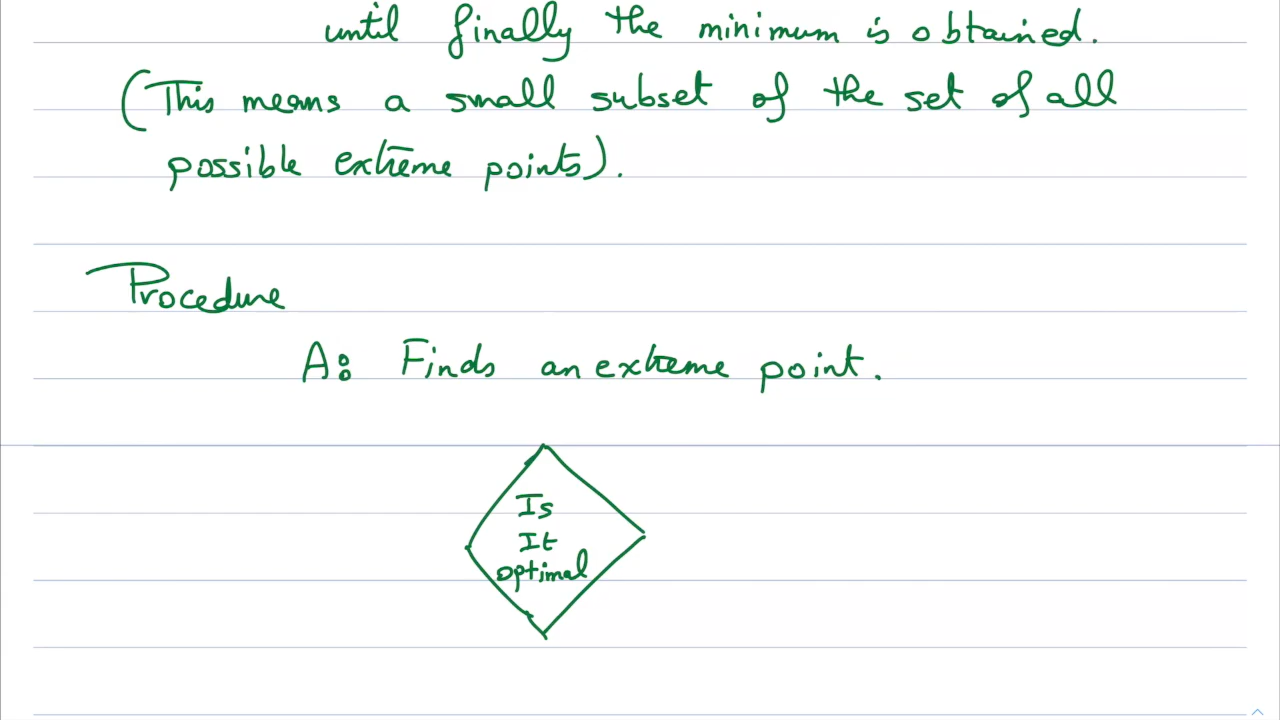 until finally the minimum is obtained.
(This means a small subset of the set of all
possible extreme points).
Procedure
A: Finds an extreme point.
Is
It
optimal